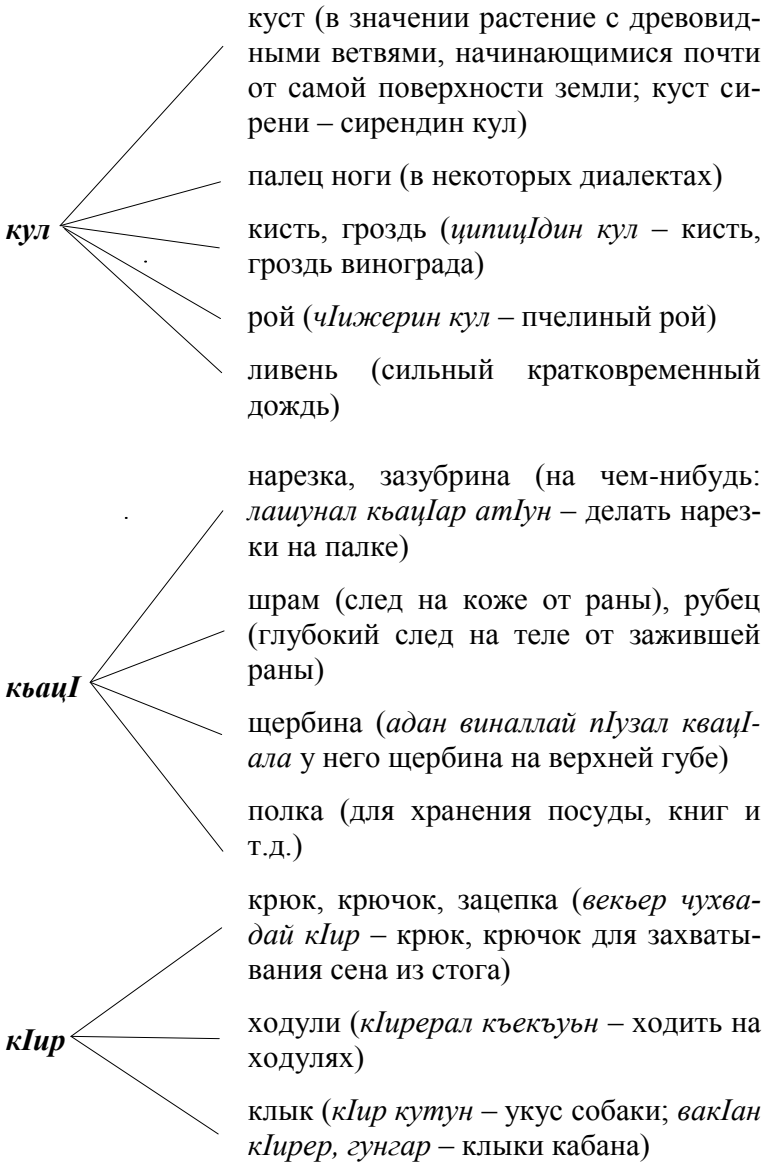 куст (в значении растение с древовид-
ными ветвями, начинающимися почти
от самой поверхности земли; куст си-
рени – сирендин кул)
палец ноги (в некоторых диалектах)
кул
кисть, гроздь (ципицIдин кул – кисть,
гроздь винограда)
рой (чIижерин кул – пчелиный рой)
ливень (сильный кратковременный
дождь)
нарезка, зазубрина (на чем-нибудь:
лашунал кьацIар атIун – делать нарез-
ки на палке)
шрам (след на коже от раны), рубец
(глубокий след на теле от зажившей
раны)
кьацI
щербина (адан виналлай пIузал квацI-
ала у него щербина на верхней губе)
полка (для хранения посуды, книг и
т.д.)
крюк, крючок, зацепка (векьер чухва-
дай кIир – крюк, крючок для захваты-
вания сена из стога)
кIир
ходули (кIирерал къекъуьн – ходить на
ходулях)
клык (кIир кутун – укус собаки; вакIан
кIирер, гунгар – клыки кабана)